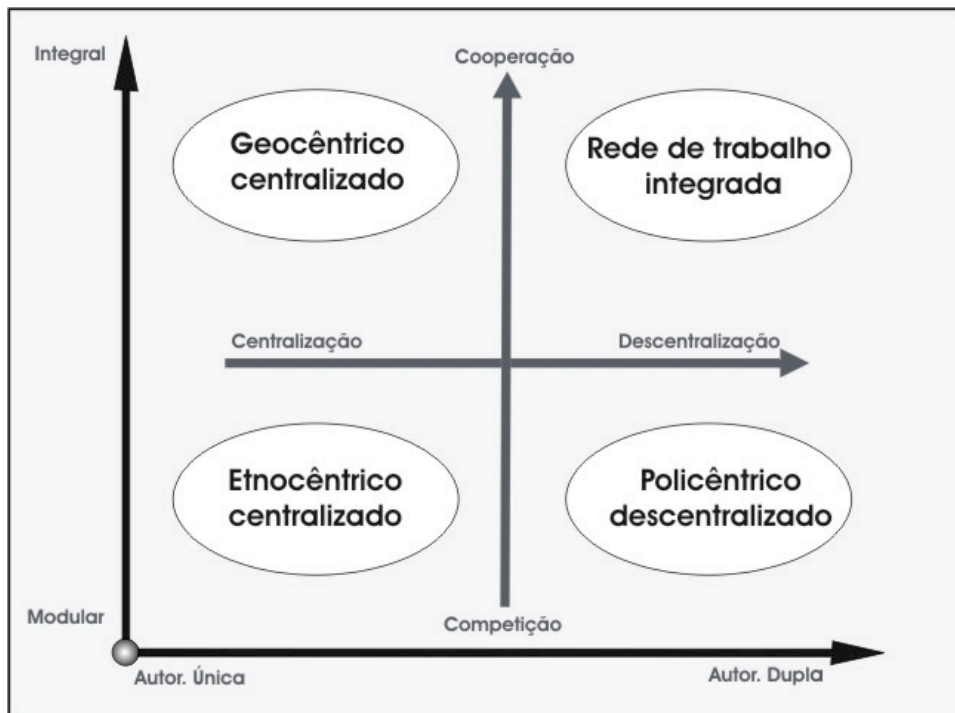 Integral
Cooperação
Geocêntrico
centralizado
Rede de trabalho
integrada
Centralização
Descentralização
Etnocêntrico
centralizado
Policêntrico
descentralizado
Modular
Competição
Autor. Única
Autor. Dupla